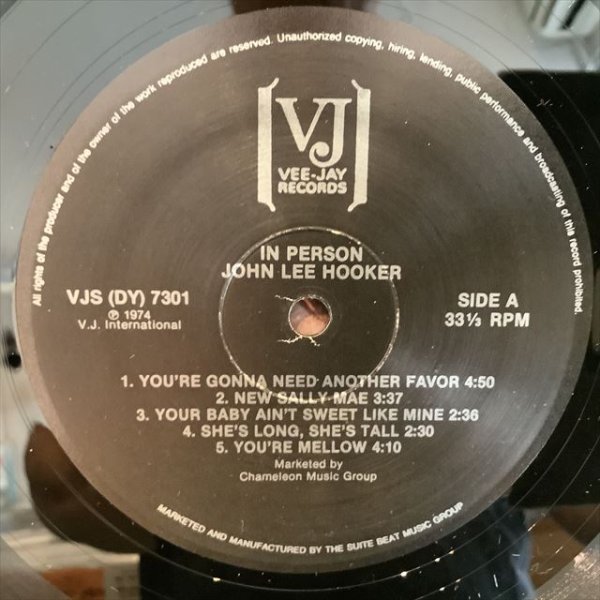 All rights of the producer and of the owner of the work reproduced are reserved. Unauthorized copying, hiring, lending, public performance and broadcasting of this record prohibited.
VJ
VEE-JAY
RECORDS
IN PERSON
JOHN LEE HOOKER
VJS (DY) 7301
℗ 1974
V.J. International
SIDE A
33⅓ RPM
1. YOU'RE GONNA NEED ANOTHER FAVOR 4:50
2. NEW SALLY MAE 3:37
3. YOUR BABY AIN'T SWEET LIKE MINE 2:36
4. SHE'S LONG, SHE'S TALL 2:30
5. YOU'RE MELLOW 4:10
Marketed by
Chameleon Music Group
MARKETED AND MANUFACTURED BY THE SUITE BEAT MUSIC GROUP